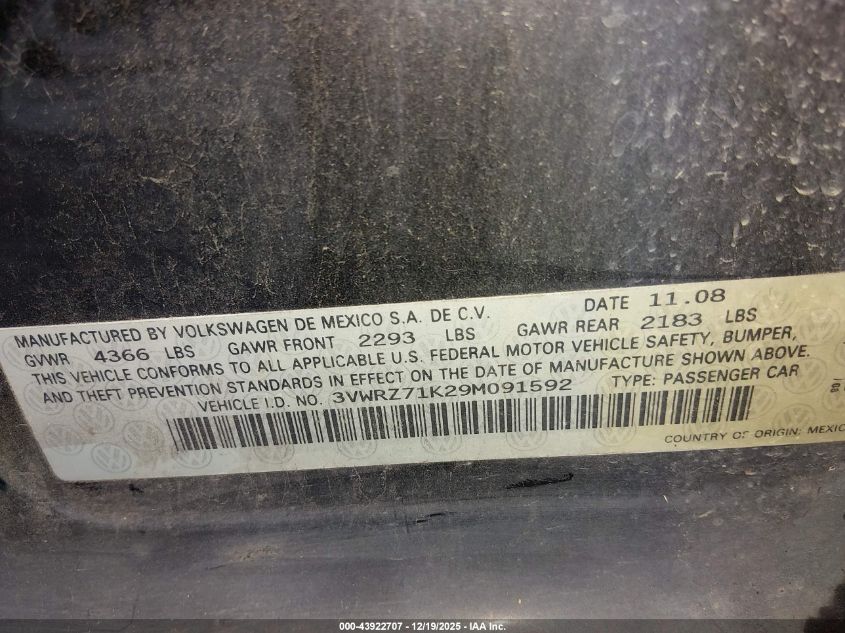 MANUFACTURED BY VOLKSWAGEN DE MEXICO S.A. DE C.V. DATE 11.08
GVWR 4366 LBS GAWR FRONT 2293 LBS GAWR REAR 2183 LBS
THIS VEHICLE CONFORMS TO ALL APPLICABLE U.S. FEDERAL MOTOR VEHICLE SAFETY, BUMPER,
AND THEFT PREVENTION STANDARDS IN EFFECT ON THE DATE OF MANUFACTURE SHOWN ABOVE.
VEHICLE I.D. NO. 3VWRZ71K29M091592 TYPE: PASSENGER CAR
COUNTRY OF ORIGIN: MEXIC
000-43922707 - 12/19/2025 - IAA Inc.